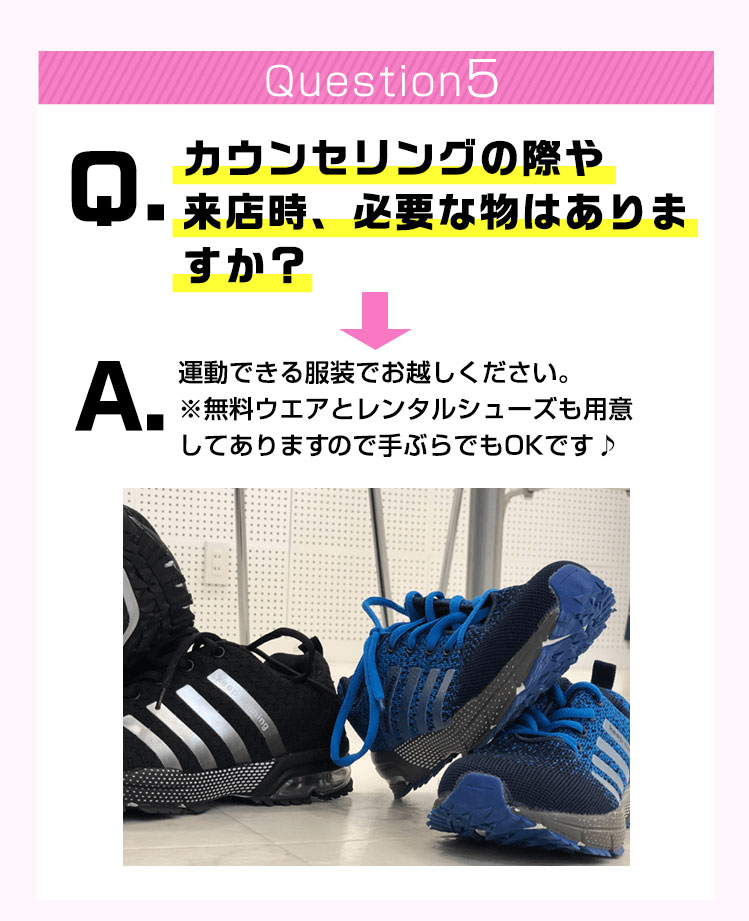 Question5
Q.
カウンセリングの際や
来店時、必要な物はありま
すか？
A.
運動できる服装でお越しください。
※無料ウエアとレンタルシューズも用意
してありますので手ぶらでもOKです♪